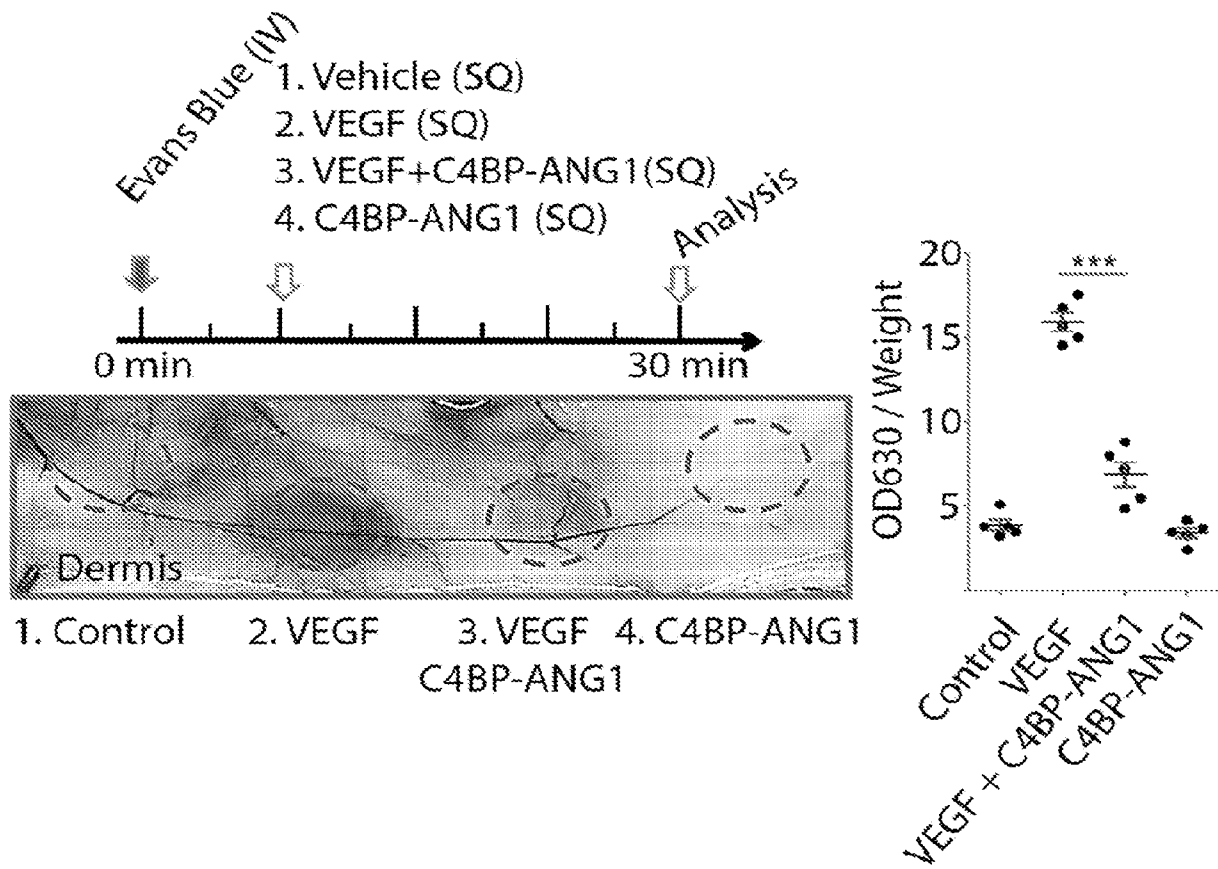 Evans Blue (IV)
1. Vehicle (SQ)
2. VEGF (SQ)
3. VEGF+C4BP-ANG1(SQ)
4. C4BP-ANG1 (SQ)
Analysis
0 min
30 min
Dermis
1. Control
2. VEGF
3. VEGF
C4BP-ANG1
4. C4BP-ANG1
OD630 / Weight
20
15
10
5
***
Control
VEGF
VEGF + C4BP-ANG1
C4BP-ANG1